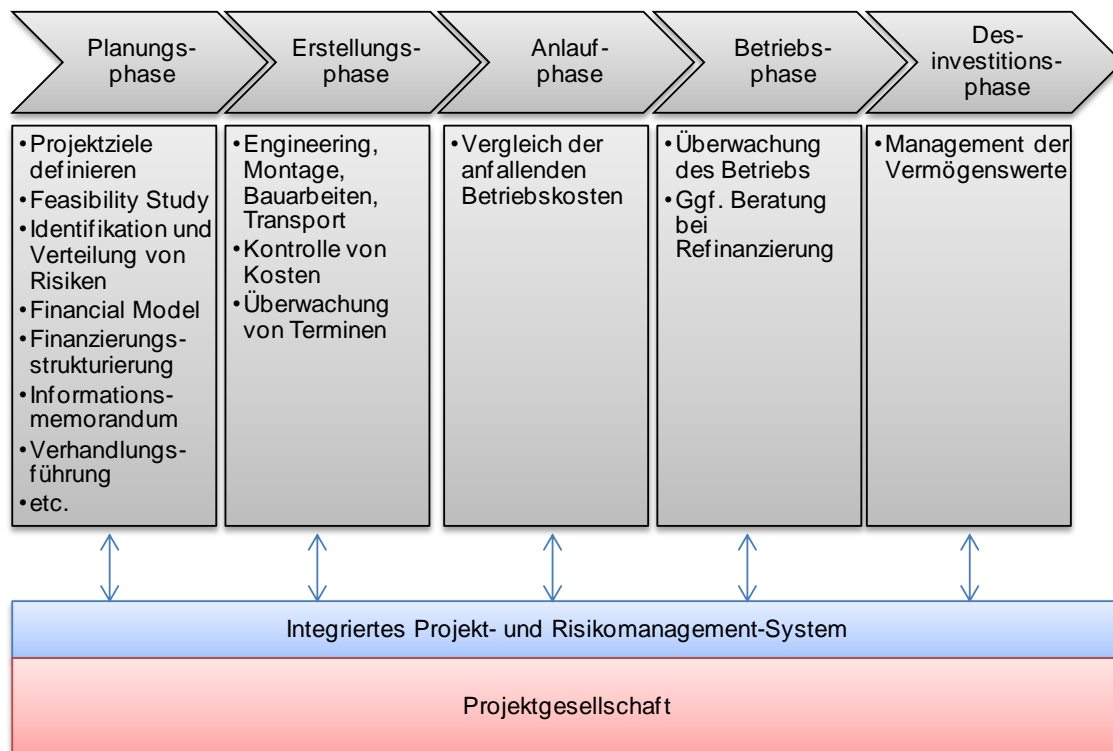 Planungs-
phase
Erstellungs-
phase
Anlauf-
phase
Betriebs-
phase
Des-
investitions-
phase
•Projektziele
definieren
•Feasibility Study
•Identifikation und
Verteilung von
Risiken
•Financial Model
•Finanzierungs-
strukturierung
•Informations-
memorandum
•Verhandlungs-
führung
•etc.
•Engineering,
Montage,
Bauarbeiten,
Transport
•Kontrolle von
Kosten
•Überwachung
von Terminen
•Vergleich der
anfallenden
Betriebskosten
•Überwachung
des Betriebs
•Ggf. Beratung
bei
Refinanzierung
•Management der
Vermögenswerte
Integriertes Projekt- und Risikomanagement-System
Projektgesellschaft